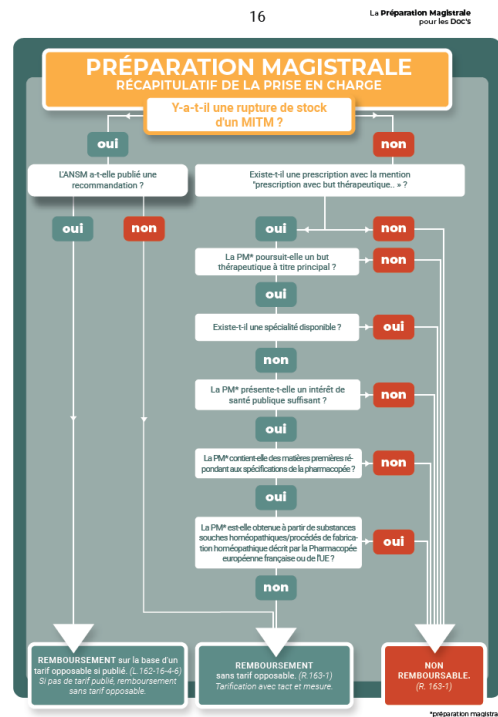 16
La Préparation Magistrale
pour les Doc's
PRÉPARATION MAGISTRALE
RÉCAPITULATIF DE LA PRISE EN CHARGE
Y-a-t-il une rupture de stock
d'un MITM ?
oui
non
L'ANSM a-t-elle publié une
recommandation ?
Existe-t-il une prescription avec la mention
"prescription avec but thérapeutique.. » ?
oui
non
oui
non
La PM* poursuit-elle un but
thérapeutique à titre principal ?
non
oui
Existe-t-il une spécialité disponible ?
oui
non
La PM* présente-t-elle un intérêt de
santé publique suffisant ?
non
oui
La PM* contient-elle des matières premières ré-
pondant aux spécifications de la pharmacopée ?
non
oui
La PM* est-elle obtenue à partir de substances
souches homéopathiques/procédés de fabrica-
tion homéopathique décrit par la Pharmacopée
européenne française ou de l'UE ?
oui
non
REMBOURSEMENT sur la base d'un
tarif opposable si publié. (L.162-16-4-6)
Si pas de tarif publié, remboursement
sans tarif opposable.
REMBOURSEMENT
sans tarif opposable. (R.163-1)
Tarification avec tact et mesure.
NON
REMBOURSABLE.
(R. 163-1)
*préparation magistra